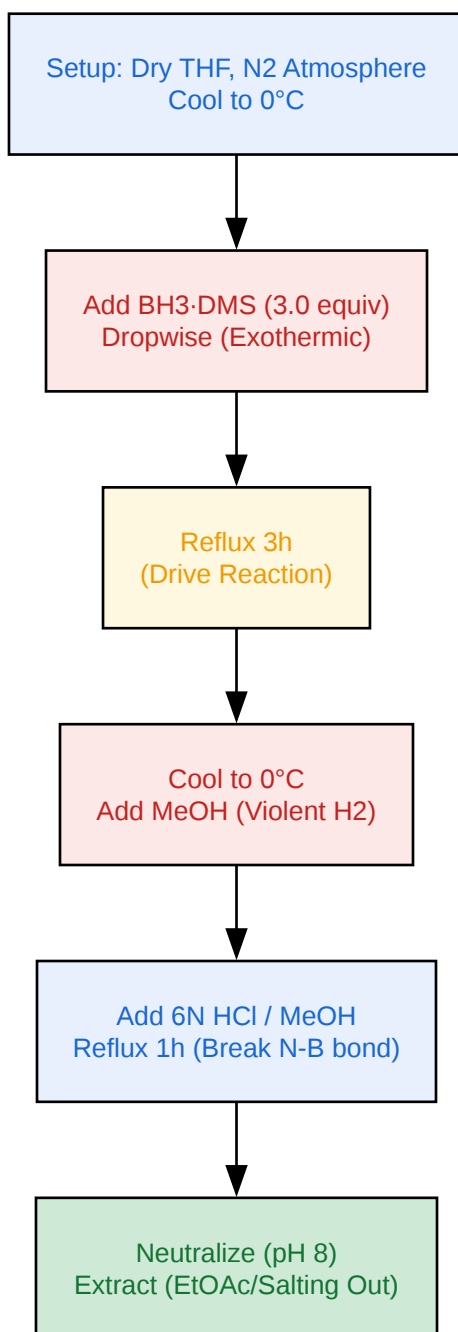 Setup: Dry THF, N2 Atmosphere
Cool to 0°C
Add BH3·DMS (3.0 equiv)
Dropwise (Exothermic)
Reflux 3h
(Drive Reaction)
Cool to 0°C
Add MeOH (Violent H2)
Add 6N HCl / MeOH
Reflux 1h (Break N-B bond)
Neutralize (pH 8)
Extract (EtOAc/Salting Out)